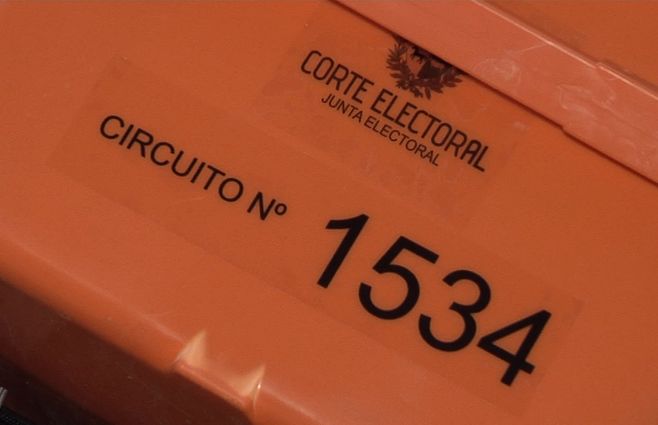 CORTE ELECTORAL
JUNTA ELECTORAL
CIRCUITO Nº 1534